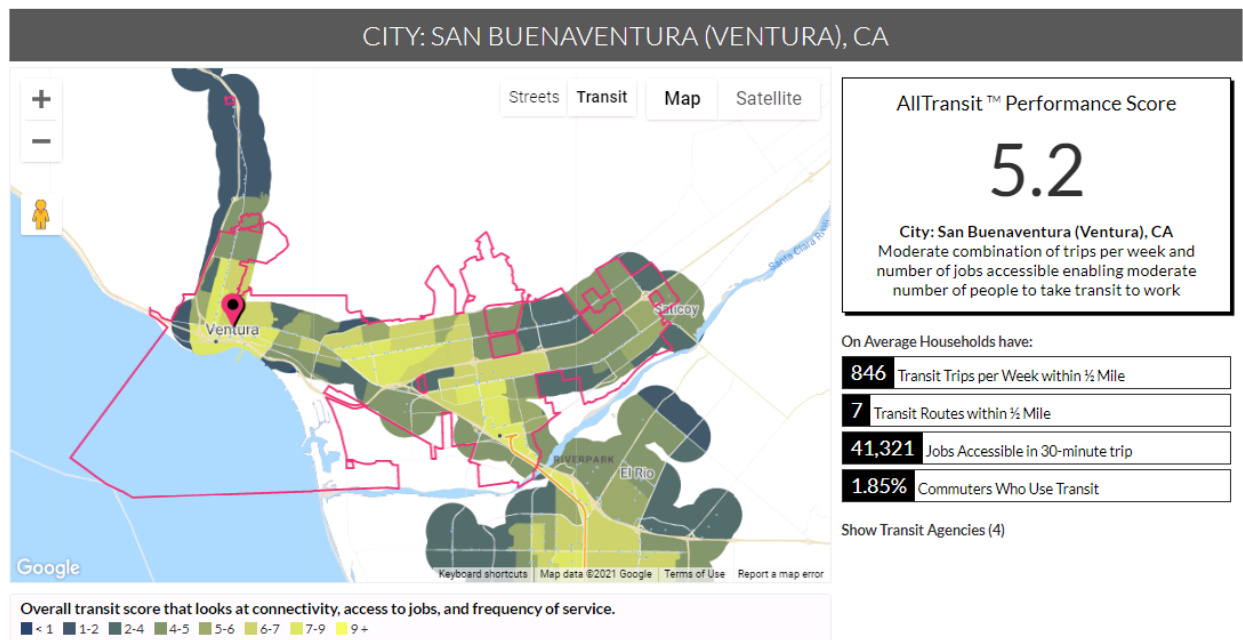 CITY: SAN BUENAVENTURA (VENTURA), CA
+
−
Streets Transit Map Satellite
Ventura
Saticoy
Santa Clara River
RIVERPARK
El Rio
Google
Keyboard shortcuts Map data ©2021 Google Terms of Use Report a map error
AllTransit ™ Performance Score
5.2
City: San Buenaventura (Ventura), CA
Moderate combination of trips per week and
number of jobs accessible enabling moderate
number of people to take transit to work
On Average Households have:
846 Transit Trips per Week within ½ Mile
7 Transit Routes within ½ Mile
41,321 Jobs Accessible in 30-minute trip
1.85% Commuters Who Use Transit
Show Transit Agencies (4)
Overall transit score that looks at connectivity, access to jobs, and frequency of service.
< 1 1-2 2-4 4-5 5-6 6-7 7-9 9 +